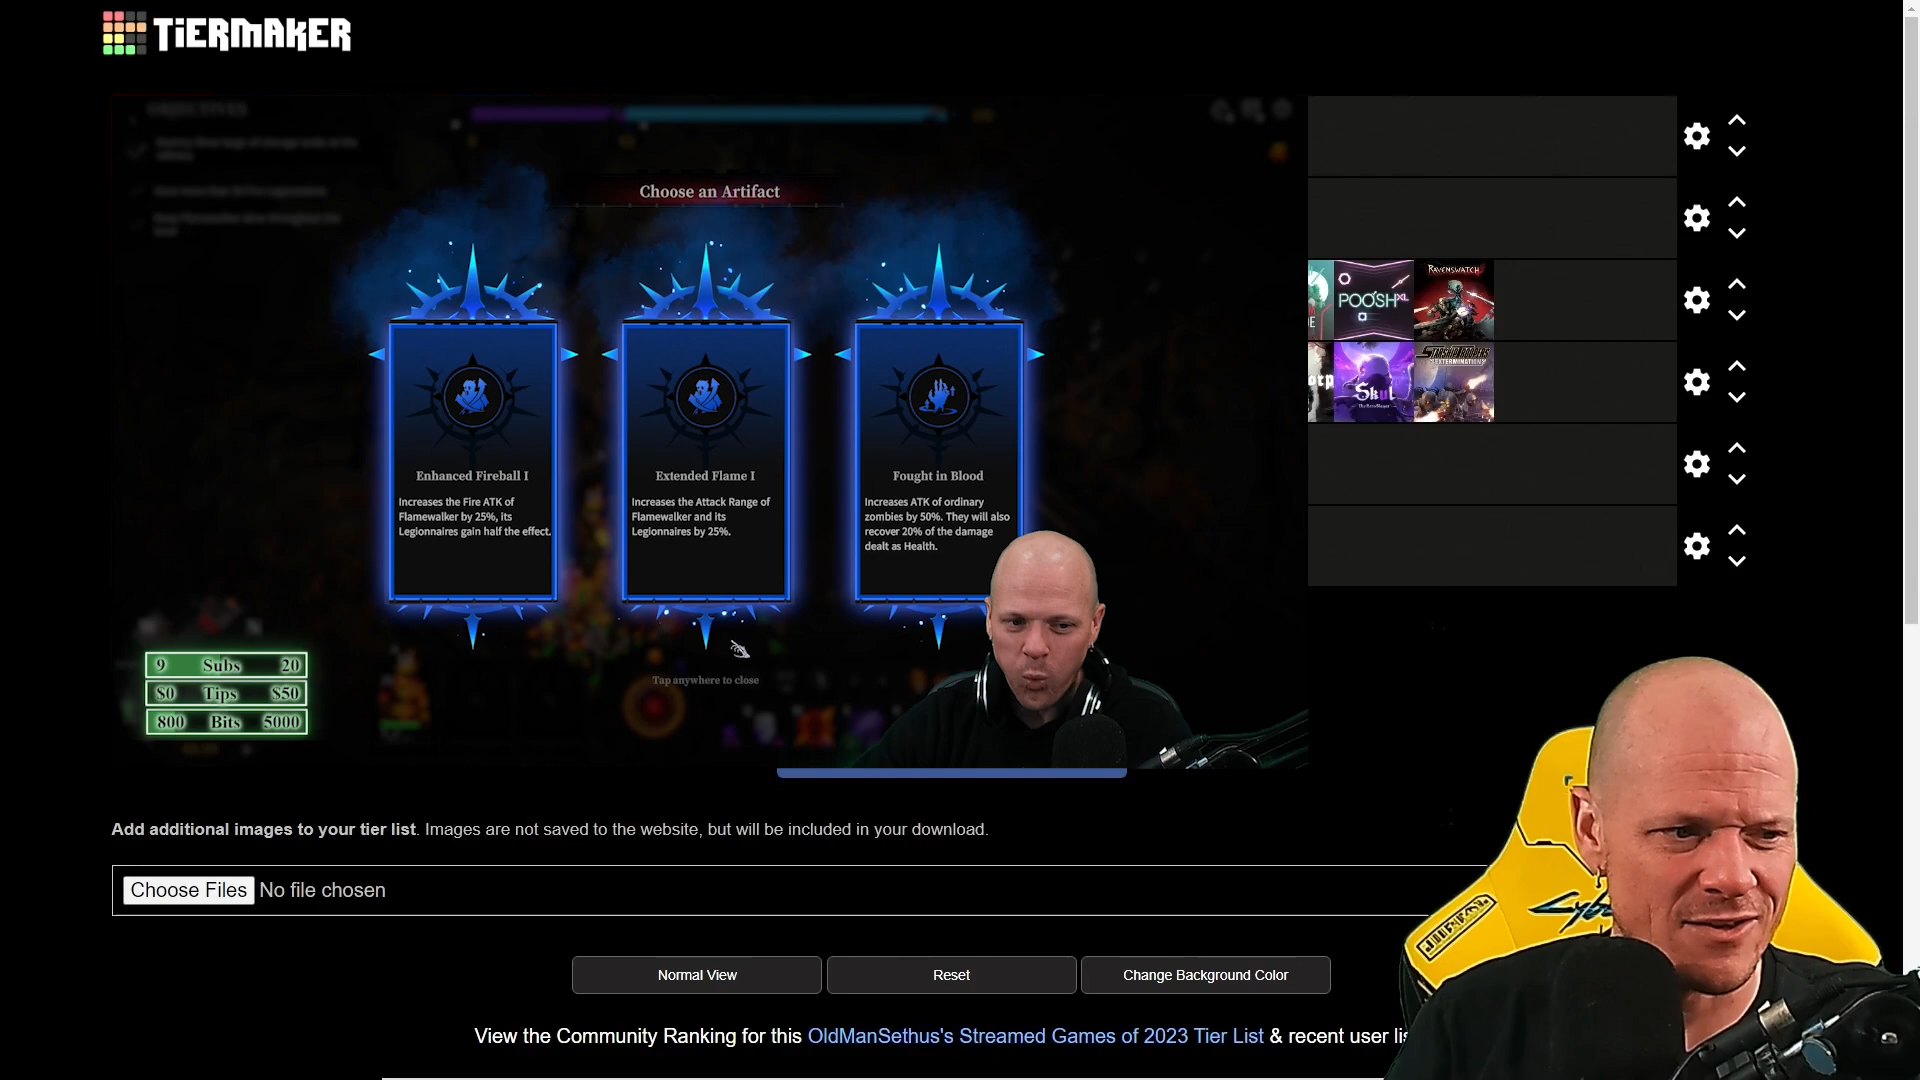 TiERMAKER
OBJECTIVES
Choose an Artifact
RAVENSWATCH
POOSH XL
Skul
STARSHIP TROOPERS
EXTERMINATION
Enhanced Fireball I
Increases the Fire ATK of
Flamewalker by 25%, its
Legionnaires gain half the effect.
Extended Flame I
Increases the Attack Range of
Flamewalker and its
Legionnaires by 25%.
Fought in Blood
Increases ATK of ordinary
zombies by 50%. They will also
recover 20% of the damage
dealt as Health.
9 Subs 20
$0 Tips $50
800 Bits 5000
Tap anywhere to close
Add additional images to your tier list. Images are not saved to the website, but will be included in your download.
Choose Files No file chosen
Normal View
Reset
Change Background Color
View the Community Ranking for this OldManSethus's Streamed Games of 2023 Tier List & recent user lis